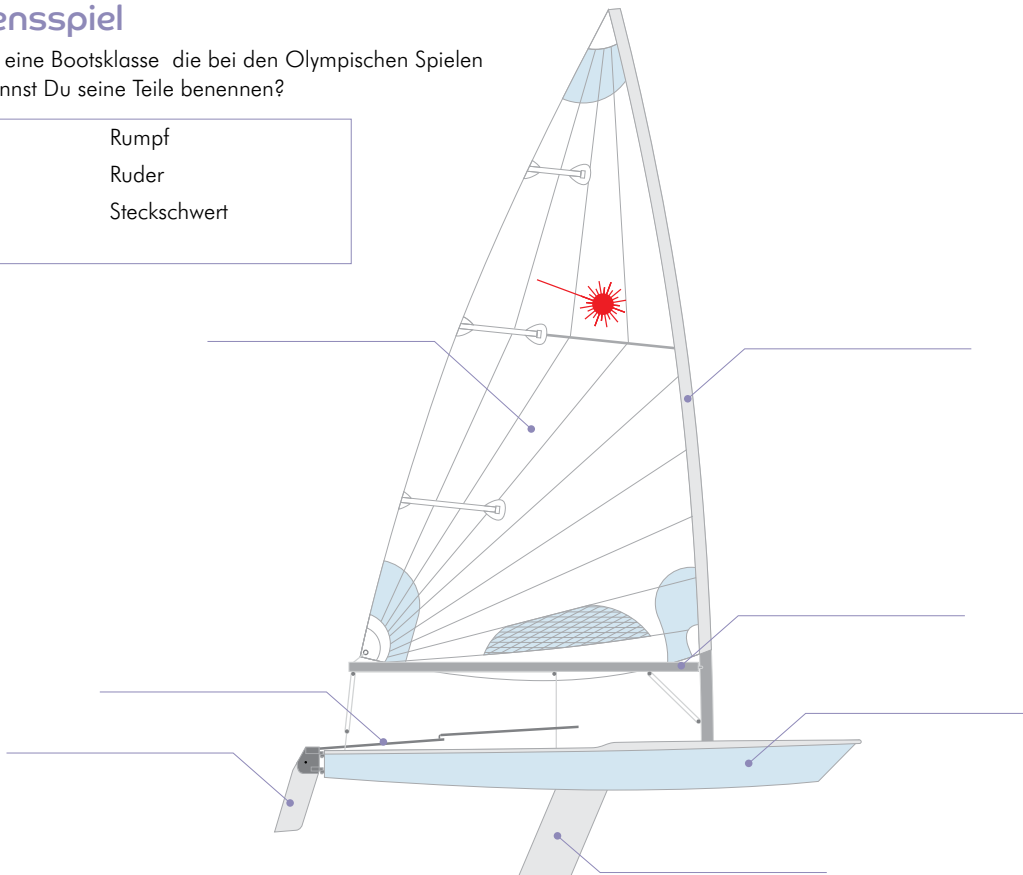 ensspiel
eine Bootsklasse die bei den Olympischen Spielen
nnst Du seine Teile benennen?
Rumpf
Ruder
Steckschwert